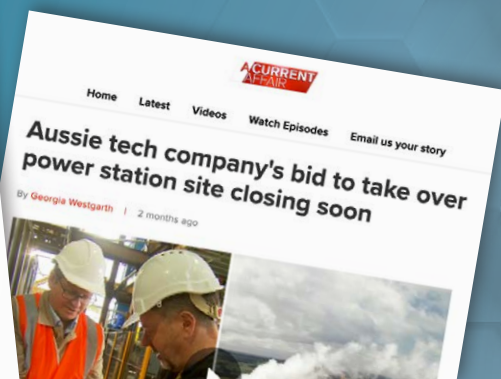 A CURRENT
AFFAIR
Home Latest Videos Watch Episodes Email us your story
Aussie tech company's bid to take over
power station site closing soon
By Georgia Westgarth | 2 months ago